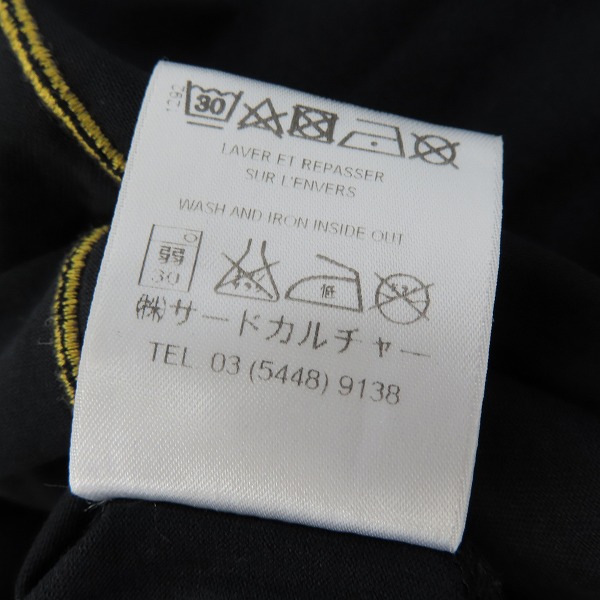 1292
30
LAVER ET REPASSER
SUR L'ENVERS
WASH AND IRON INSIDE OUT
弱
30
低
㈱サードカルチャー
TEL 03 (5448) 9138